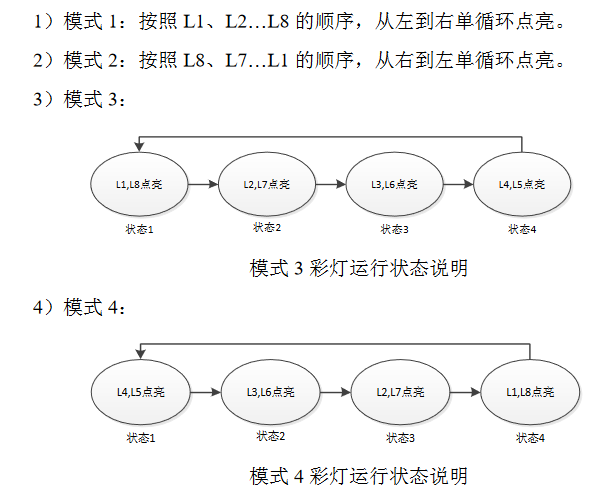 1）模式 1：按照 L1、L2…L8 的顺序，从左到右单循环点亮。
2）模式 2：按照 L8、L7…L1 的顺序，从右到左单循环点亮。
3）模式 3：
L1,L8点亮 L2,L7点亮 L3,L6点亮 L4,L5点亮
状态1 状态2 状态3 状态4
模式 3 彩灯运行状态说明
4）模式 4：
L4,L5点亮 L3,L6点亮 L2,L7点亮 L1,L8点亮
状态1 状态2 状态3 状态4
模式 4 彩灯运行状态说明